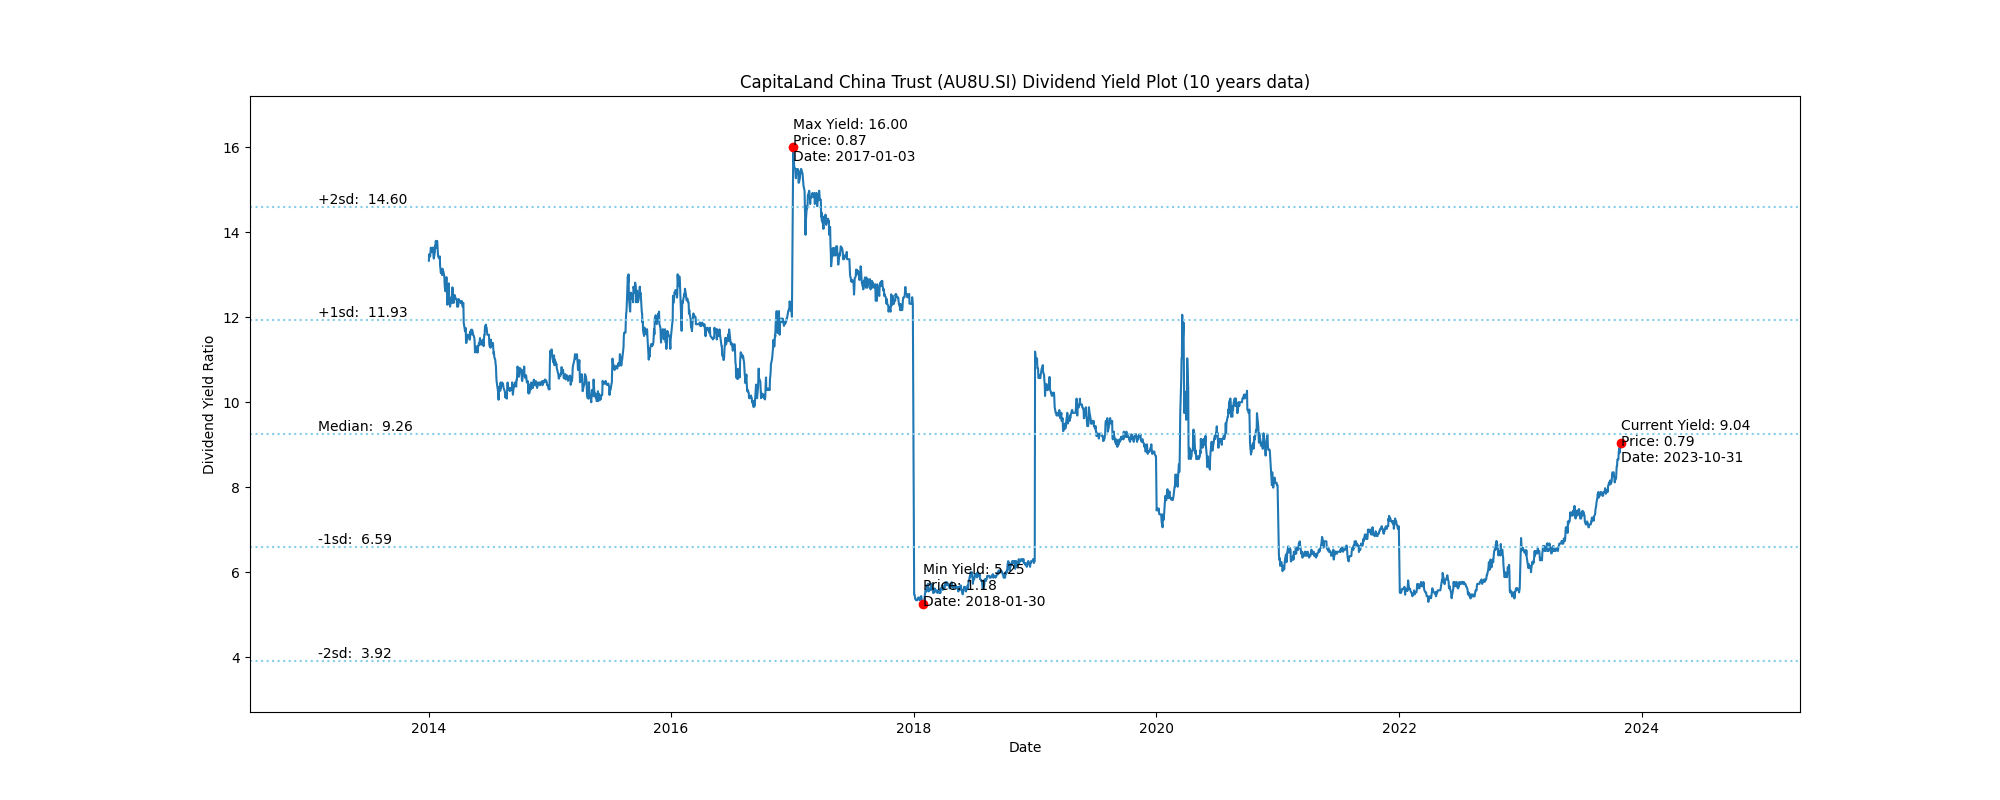 CapitaLand China Trust (AU8U.SI) Dividend Yield Plot (10 years data)
Max Yield: 16.00
Price: 0.87
Date: 2017-01-03
+2sd:  14.60
+1sd:  11.93
Median:  9.26
-1sd:  6.59
-2sd:  3.92
Current Yield: 9.04
Price: 0.79
Date: 2023-10-31
Min Yield: 5.25
Price: 1.18
Date: 2018-01-30
Dividend Yield Ratio
16
14
12
10
8
6
4
2014 2016 2018 2020 2022 2024
Date